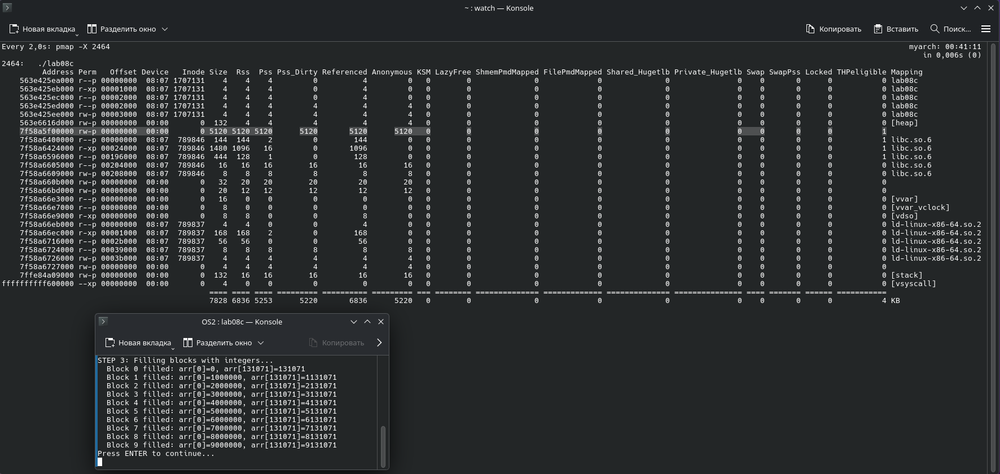 ~ : watch — Konsole
Новая вкладка Разделить окно Копировать Вставить Поиск...
Every 2,0s: pmap -X 2464 myarch: 00:41:11
in 0,006s (0)
2464: ./lab08c
Address Perm Offset Device Inode Size Rss Pss Pss_Dirty Referenced Anonymous KSM LazyFree ShmemPmdMapped FilePmdMapped Shared_Hugetlb Private_Hugetlb Swap SwapPss Locked THPeligible Mapping
563e425ea000 r--p 00000000 08:07 1707131 4 4 4 0 4 0 0 0 0 0 0 0 0 0 0 0 lab08c
563e425eb000 r-xp 00001000 08:07 1707131 4 4 4 0 4 0 0 0 0 0 0 0 0 0 0 0 lab08c
563e425ec000 r--p 00002000 08:07 1707131 4 4 4 0 4 0 0 0 0 0 0 0 0 0 0 0 lab08c
563e425ed000 r--p 00002000 08:07 1707131 4 4 4 4 4 4 0 0 0 0 0 0 0 0 0 0 lab08c
563e425ee000 rw-p 00003000 08:07 1707131 4 4 4 4 4 4 0 0 0 0 0 0 0 0 0 0 lab08c
563e6616d000 rw-p 00000000 00:00 0 132 4 4 4 4 4 0 0 0 0 0 0 0 0 0 0 [heap]
7f58a5f00000 rw-p 00000000 00:00 0 5120 5120 5120 5120 5120 5120 0 0 0 0 0 0 0 0 0 1
7f58a6400000 r--p 00000000 08:07 789846 144 144 2 0 144 0 0 0 0 0 0 0 0 0 0 1 libc.so.6
7f58a6424000 r-xp 00024000 08:07 789846 1480 1096 16 0 1096 0 0 0 0 0 0 0 0 0 0 1 libc.so.6
7f58a6596000 r--p 00196000 08:07 789846 444 128 1 0 128 0 0 0 0 0 0 0 0 0 0 1 libc.so.6
7f58a6605000 r--p 00204000 08:07 789846 16 16 16 16 16 16 0 0 0 0 0 0 0 0 0 0 libc.so.6
7f58a6609000 rw-p 00208000 08:07 789846 8 8 8 8 8 8 0 0 0 0 0 0 0 0 0 0 libc.so.6
7f58a660b000 rw-p 00000000 00:00 0 32 20 20 20 20 20 0 0 0 0 0 0 0 0 0 0
7f58a66bd000 rw-p 00000000 00:00 0 20 12 12 12 12 12 0 0 0 0 0 0 0 0 0 0
7f58a66e3000 r--p 00000000 00:00 0 16 0 0 0 0 0 0 0 0 0 0 0 0 0 0 0 [vvar]
7f58a66e7000 r--p 00000000 00:00 0 8 0 0 0 0 0 0 0 0 0 0 0 0 0 0 0 [vvar_vclock]
7f58a66e9000 r-xp 00000000 00:00 0 8 8 0 0 8 0 0 0 0 0 0 0 0 0 0 0 [vdso]
7f58a66eb000 r--p 00000000 08:07 789837 4 4 0 0 4 0 0 0 0 0 0 0 0 0 0 0 ld-linux-x86-64.so.2
7f58a66ec000 r-xp 00001000 08:07 789837 168 168 2 0 168 0 0 0 0 0 0 0 0 0 0 0 ld-linux-x86-64.so.2
7f58a6716000 r--p 0002b000 08:07 789837 56 56 0 0 56 0 0 0 0 0 0 0 0 0 0 0 ld-linux-x86-64.so.2
7f58a6724000 r--p 00039000 08:07 789837 8 8 8 8 8 8 0 0 0 0 0 0 0 0 0 0 ld-linux-x86-64.so.2
7f58a6726000 rw-p 0003b000 08:07 789837 4 4 4 4 4 4 0 0 0 0 0 0 0 0 0 0 ld-linux-x86-64.so.2
7f58a6727000 rw-p 00000000 00:00 0 4 4 4 4 4 4 0 0 0 0 0 0 0 0 0 0
7ffe84a09000 rw-p 00000000 00:00 0 132 16 16 16 16 16 0 0 0 0 0 0 0 0 0 0 [stack]
ffffffffff600000 --xp 00000000 00:00 0 4 0 0 0 0 0 0 0 0 0 0 0 0 0 0 0 [vsyscall]
==== ==== ==== ========= ========== ========= === ======== ============== ============= ============== =============== ==== ======= ====== ===========
7828 6836 5253 5220 6836 5220 0 0 0 0 0 0 0 0 0 4 KB
OS2 : lab08c — Konsole
Новая вкладка Разделить окно Копировать
STEP 3: Filling blocks with integers...
Block 0 filled: arr[0]=0, arr[131071]=131071
Block 1 filled: arr[0]=1000000, arr[131071]=1131071
Block 2 filled: arr[0]=2000000, arr[131071]=2131071
Block 3 filled: arr[0]=3000000, arr[131071]=3131071
Block 4 filled: arr[0]=4000000, arr[131071]=4131071
Block 5 filled: arr[0]=5000000, arr[131071]=5131071
Block 6 filled: arr[0]=6000000, arr[131071]=6131071
Block 7 filled: arr[0]=7000000, arr[131071]=7131071
Block 8 filled: arr[0]=8000000, arr[131071]=8131071
Block 9 filled: arr[0]=9000000, arr[131071]=9131071
Press ENTER to continue...